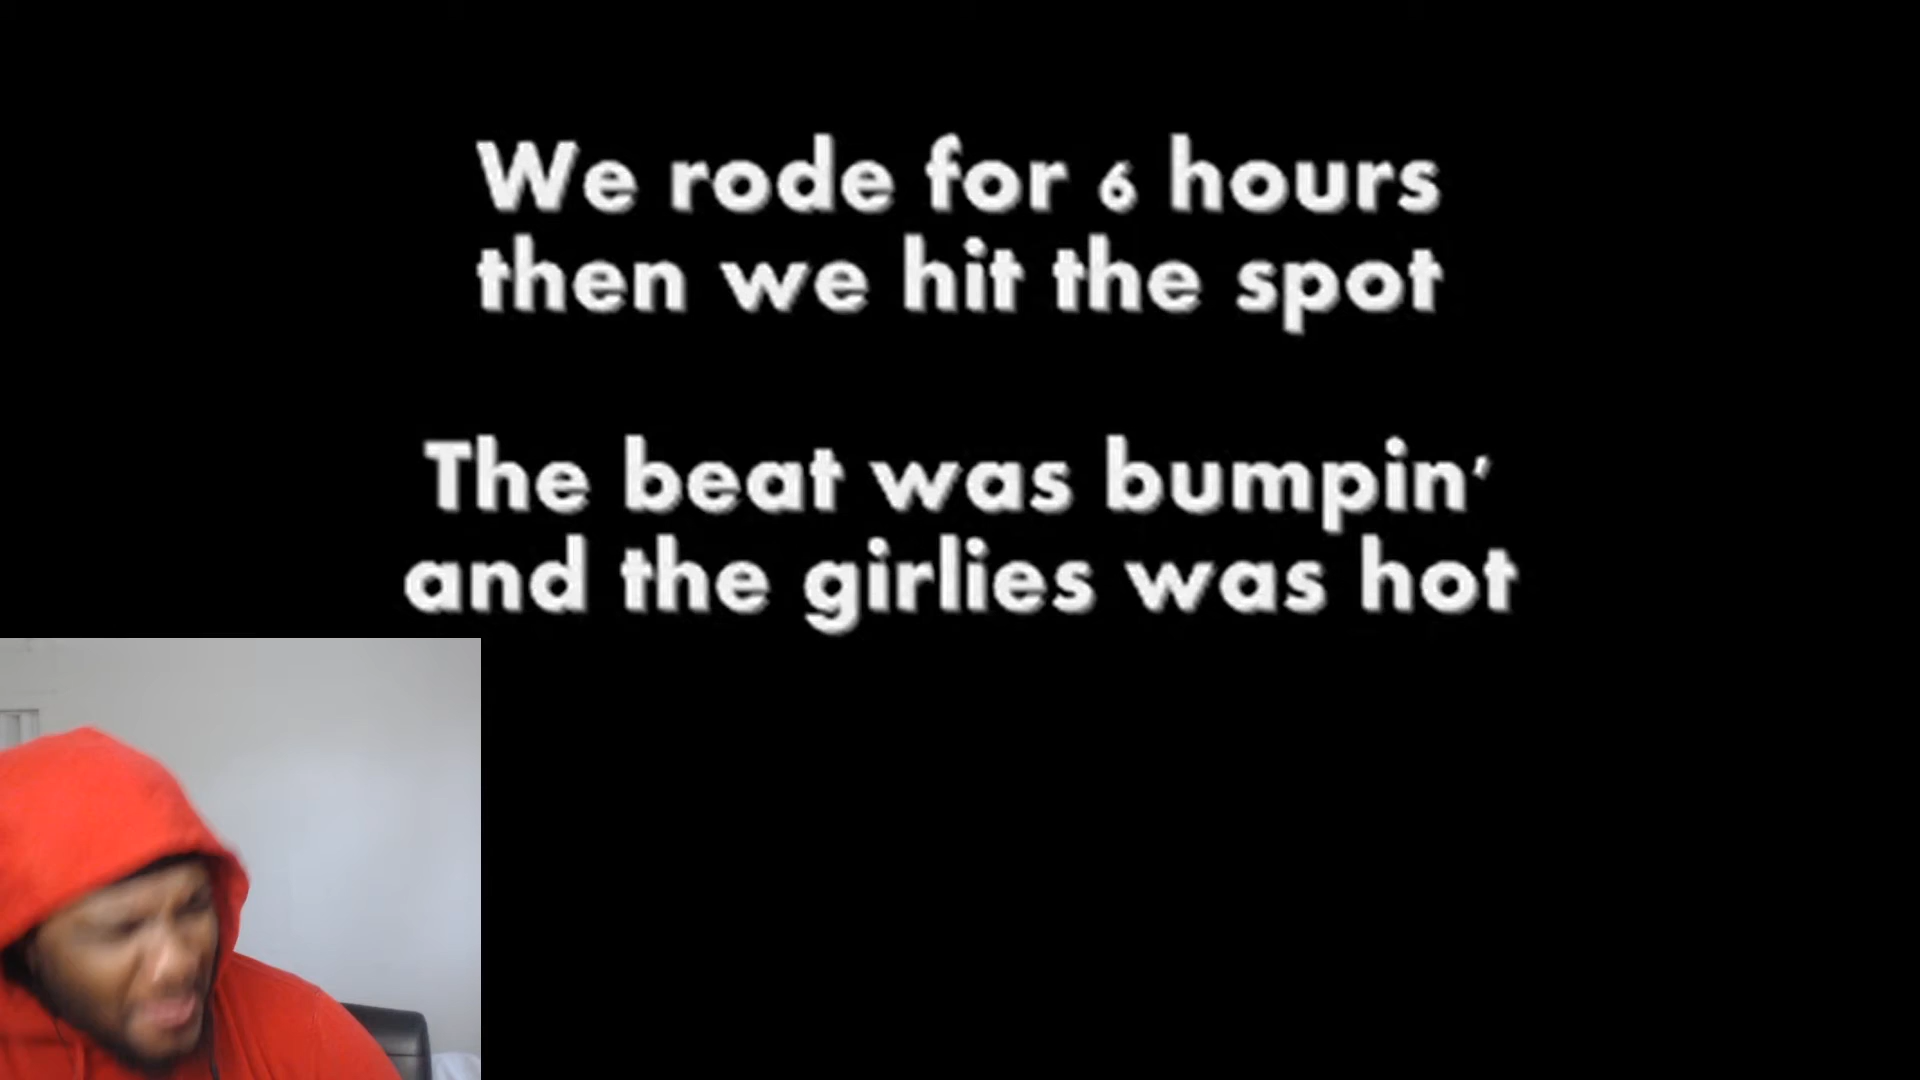 We rode for 6 hours
then we hit the spot
The beat was bumpin'
and the girlies was hot